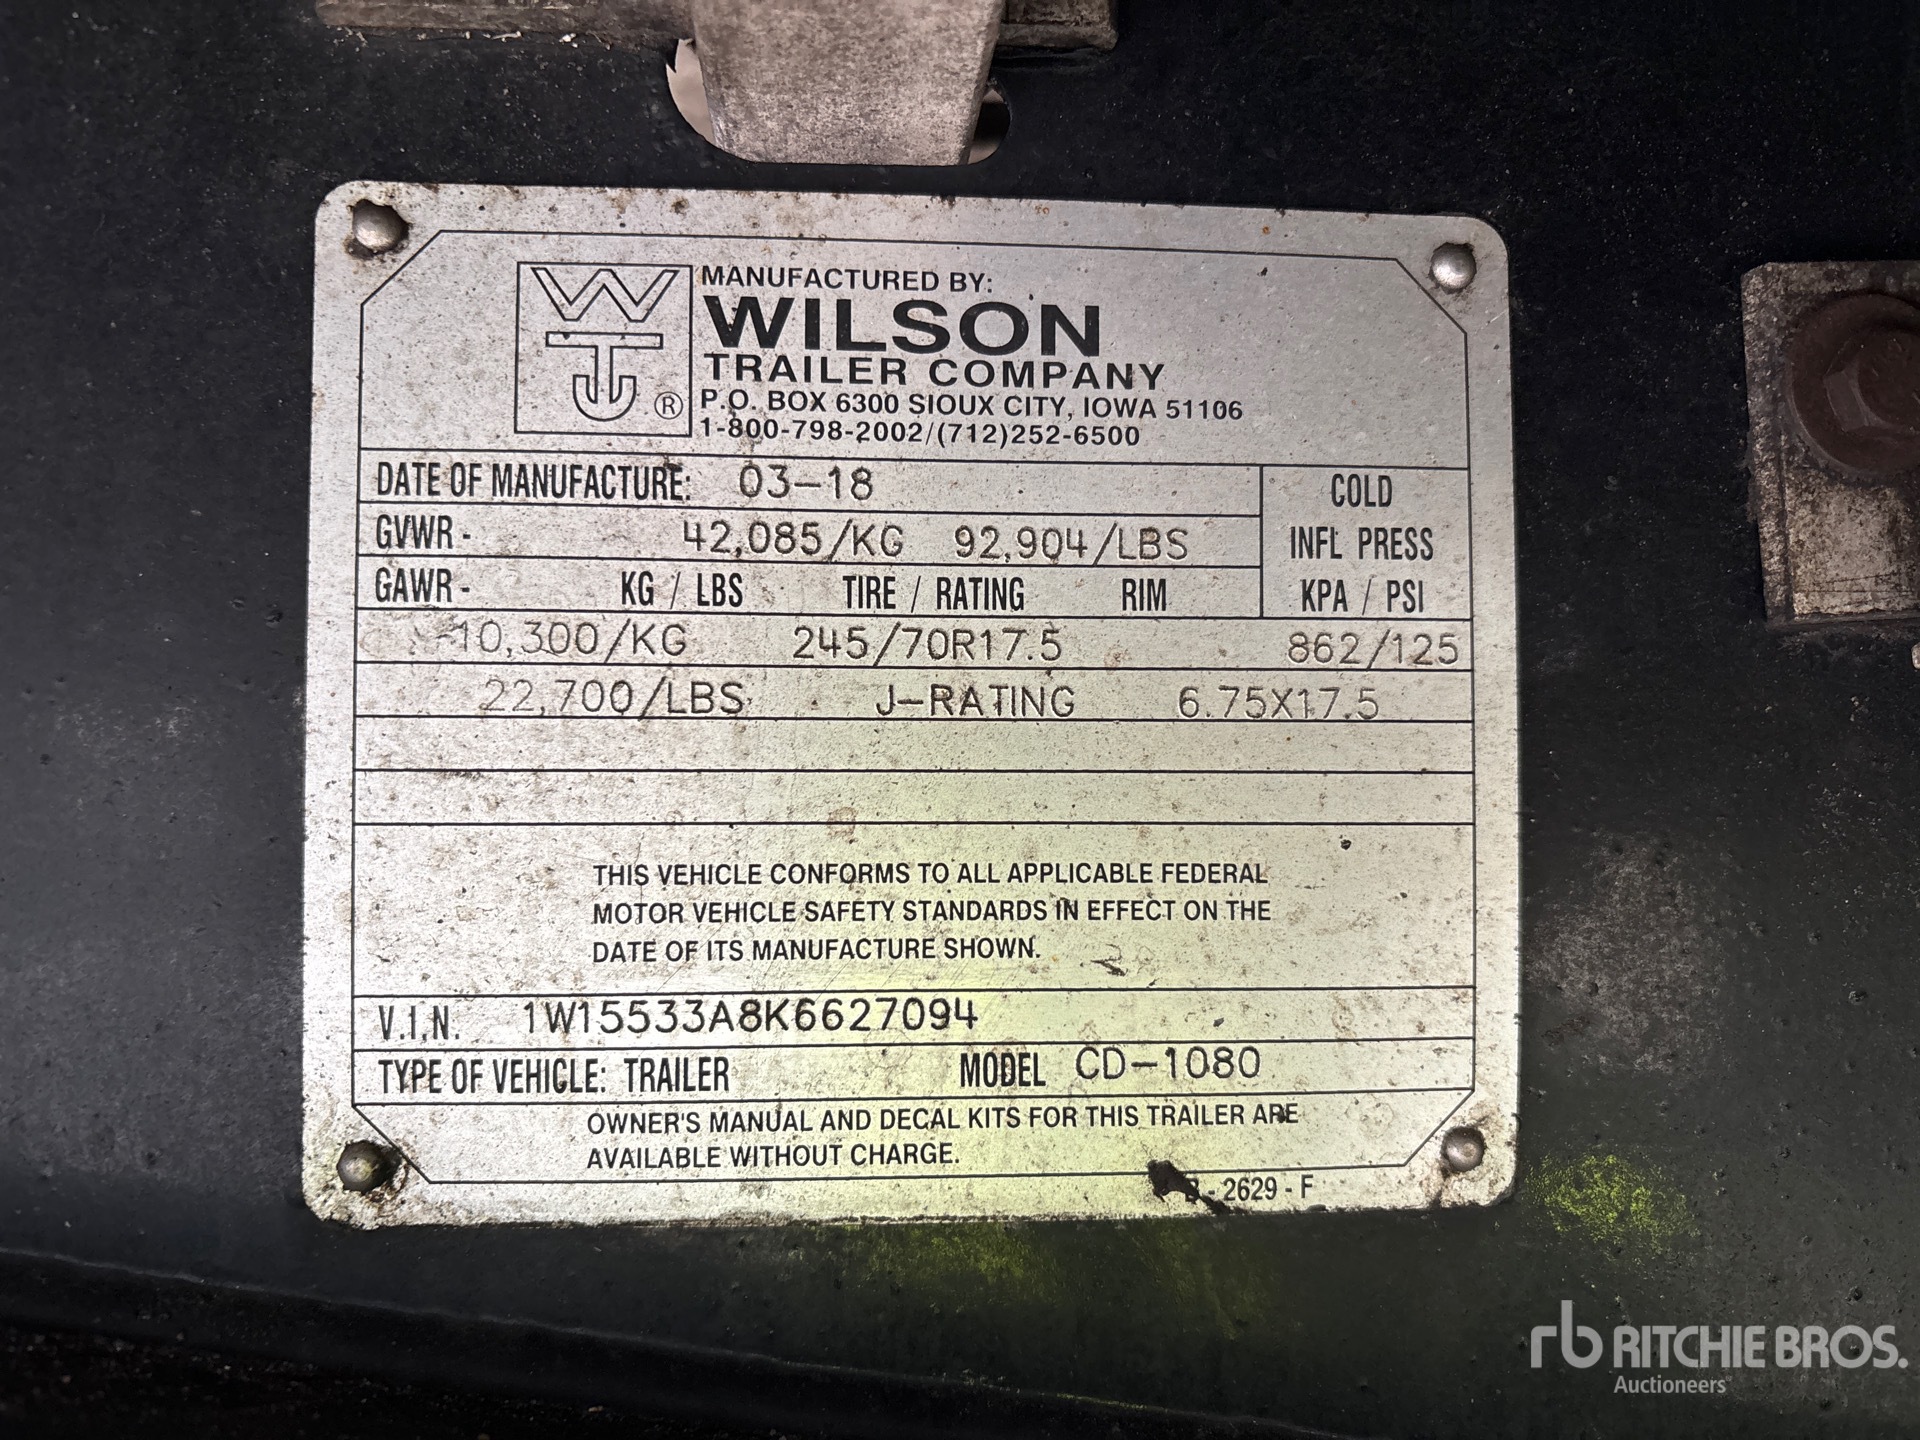 WTJ®
MANUFACTURED BY:
WILSON
TRAILER COMPANY
P.O. BOX 6300 SIOUX CITY, IOWA 51106
1-800-798-2002/(712)252-6500
DATE OF MANUFACTURE: 03-18
GVWR - 42,085/KG 92,904/LBS
COLD
INFL PRESS
KPA / PSI
GAWR - KG / LBS TIRE / RATING RIM
10,300/KG 245/70R17.5 862/125
22,700/LBS J-RATING 6.75X17.5
THIS VEHICLE CONFORMS TO ALL APPLICABLE FEDERAL
MOTOR VEHICLE SAFETY STANDARDS IN EFFECT ON THE
DATE OF ITS MANUFACTURE SHOWN.
V.I.N. 1W15533A8K6627094
TYPE OF VEHICLE: TRAILER MODEL CD-1080
OWNER'S MANUAL AND DECAL KITS FOR THIS TRAILER ARE
AVAILABLE WITHOUT CHARGE.
- 2629 - F
rb RITCHIE BROS.
Auctioneers